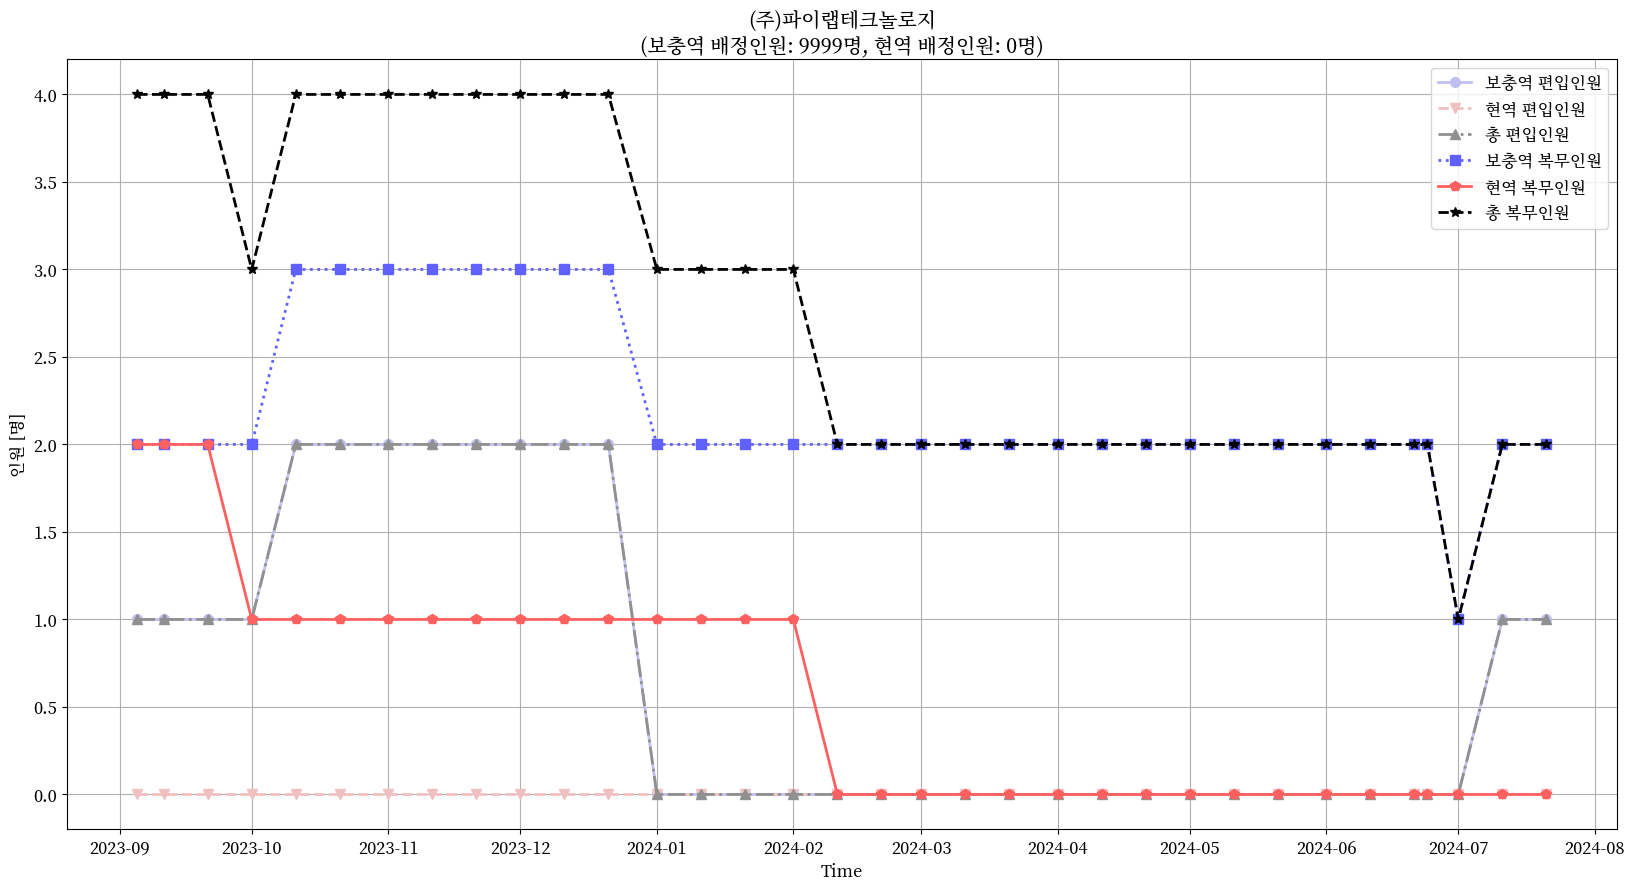 (주)파이랩테크놀로지
(보충역 배정인원: 9999명, 현역 배정인원: 0명)
보충역 편입인원
현역 편입인원
총 편입인원
보충역 복무인원
현역 복무인원
총 복무인원
4.0
3.5
3.0
2.5
2.0
1.5
1.0
0.5
0.0
인원 [명]
2023-09 2023-10 2023-11 2023-12 2024-01 2024-02 2024-03 2024-04 2024-05 2024-06 2024-07 2024-08
Time